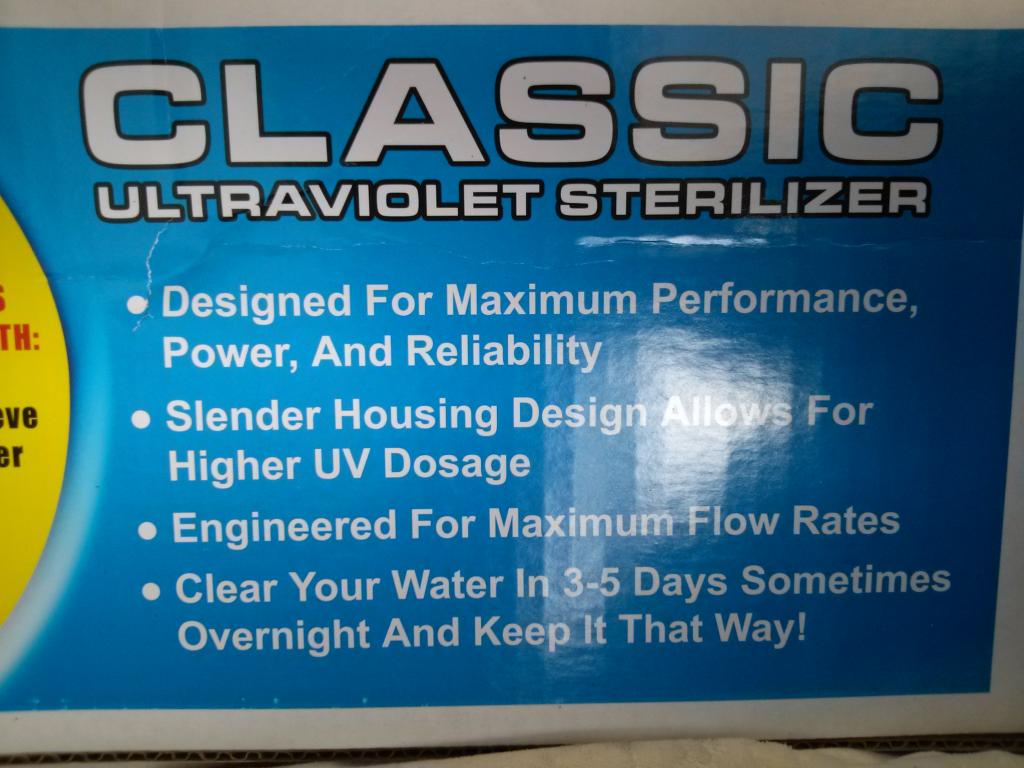 CLASSIC
ULTRAVIOLET STERILIZER
• Designed For Maximum Performance,
Power, And Reliability
• Slender Housing Design Allows For
Higher UV Dosage
• Engineered For Maximum Flow Rates
• Clear Your Water In 3-5 Days Sometimes
Overnight And Keep It That Way!